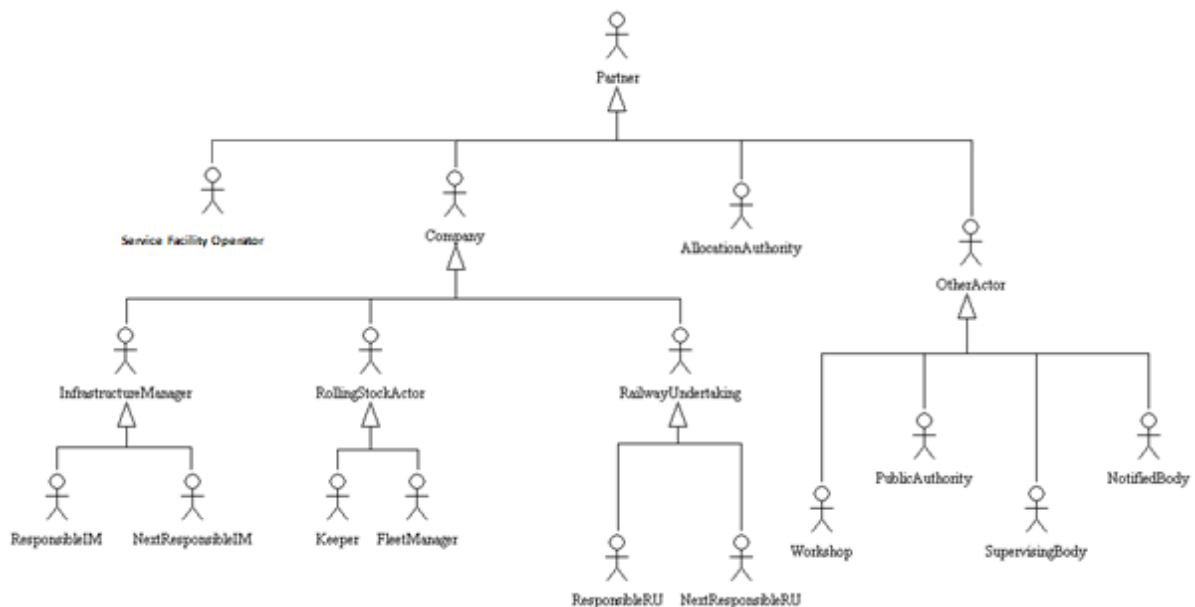 Partner
Service Facility Operator
Company
AllocationAuthority
OtherActor
InfrastructureManager
RollingStockActor
RailwayUndertaking
PublicAuthority
NotifiedBody
ResponsibleIM
NextResponsibleIM
Keeper
FleetManager
Workshop
SupervisingBody
ResponsibleRU
NextResponsibleRU